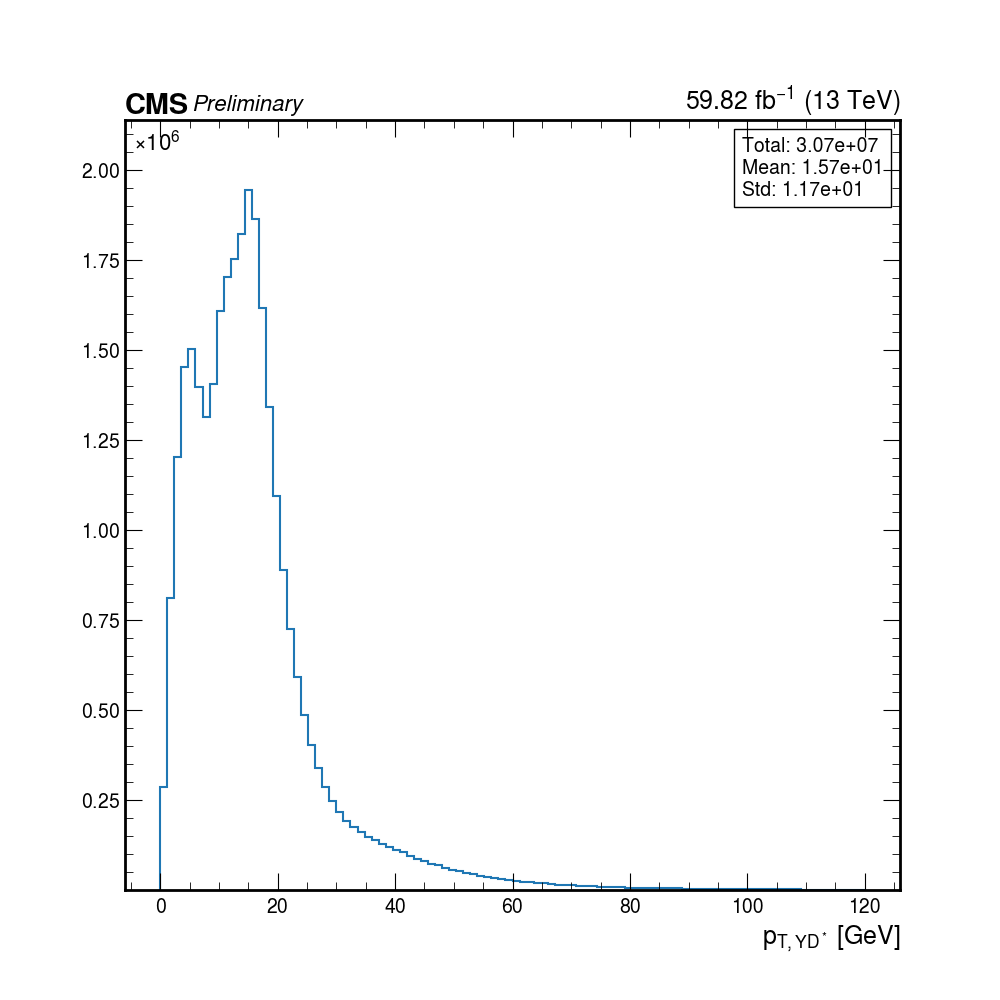 CMS Preliminary 59.82 fb⁻¹ (13 TeV)
×10⁶
Total: 3.07e+07
Mean: 1.57e+01
Std: 1.17e+01
2.00
1.75
1.50
1.25
1.00
0.75
0.50
0.25
0 20 40 60 80 100 120
p_{T, YD*} [GeV]